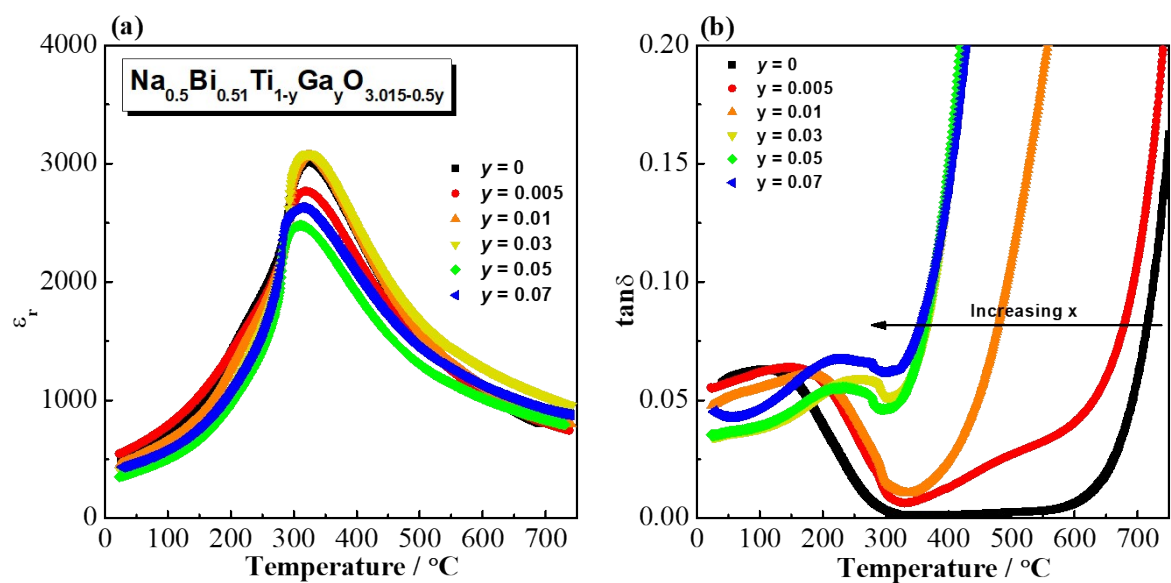 (a)
4000
3000
2000
1000
0
εr
Na0.5Bi0.51Ti1-yGayO3.015-0.5y
y = 0
y = 0.005
y = 0.01
y = 0.03
y = 0.05
y = 0.07
0 100 200 300 400 500 600 700
Temperature / °C
(b)
0.20
0.15
0.10
0.05
0.00
tanδ
y = 0
y = 0.005
y = 0.01
y = 0.03
y = 0.05
y = 0.07
Increasing x
0 100 200 300 400 500 600 700
Temperature / °C